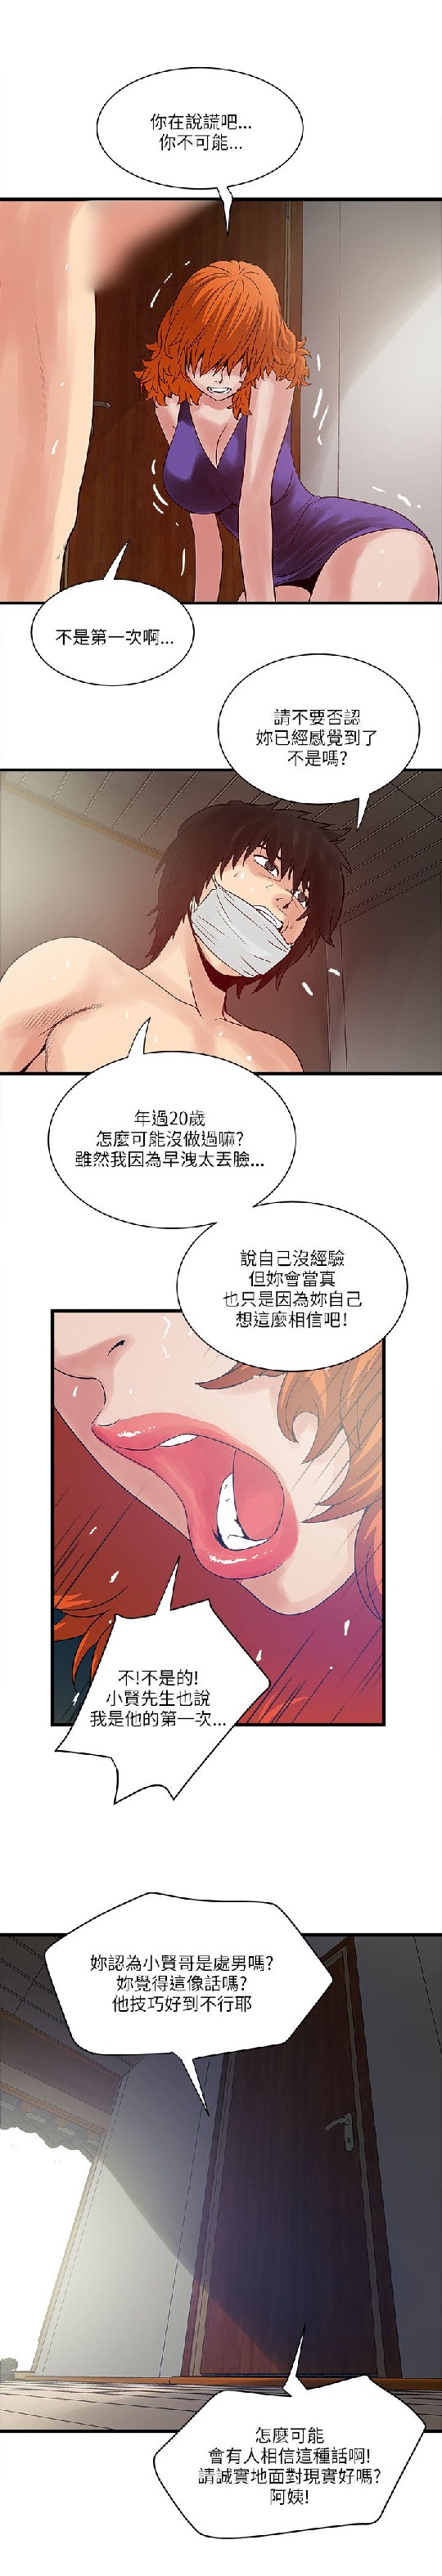 你在說謊吧...
你不可能...
不是第一次啊...
請不要否認
妳已經感覺到了
不是嗎?
年過20歲
怎麼可能沒做過嘛?
雖然我因為早洩太丟臉...
說自己沒經驗
但妳會當真
也只是因為妳自己
想這麼相信吧!
不!不是的!
小賢先生也說
我是他的第一次...
妳認為小賢哥是處男嗎?
妳覺得這像話嗎?
他技巧好到不行耶
怎麼可能
會有人相信這種話啊!
請誠實地面對現實好嗎?
阿姨!